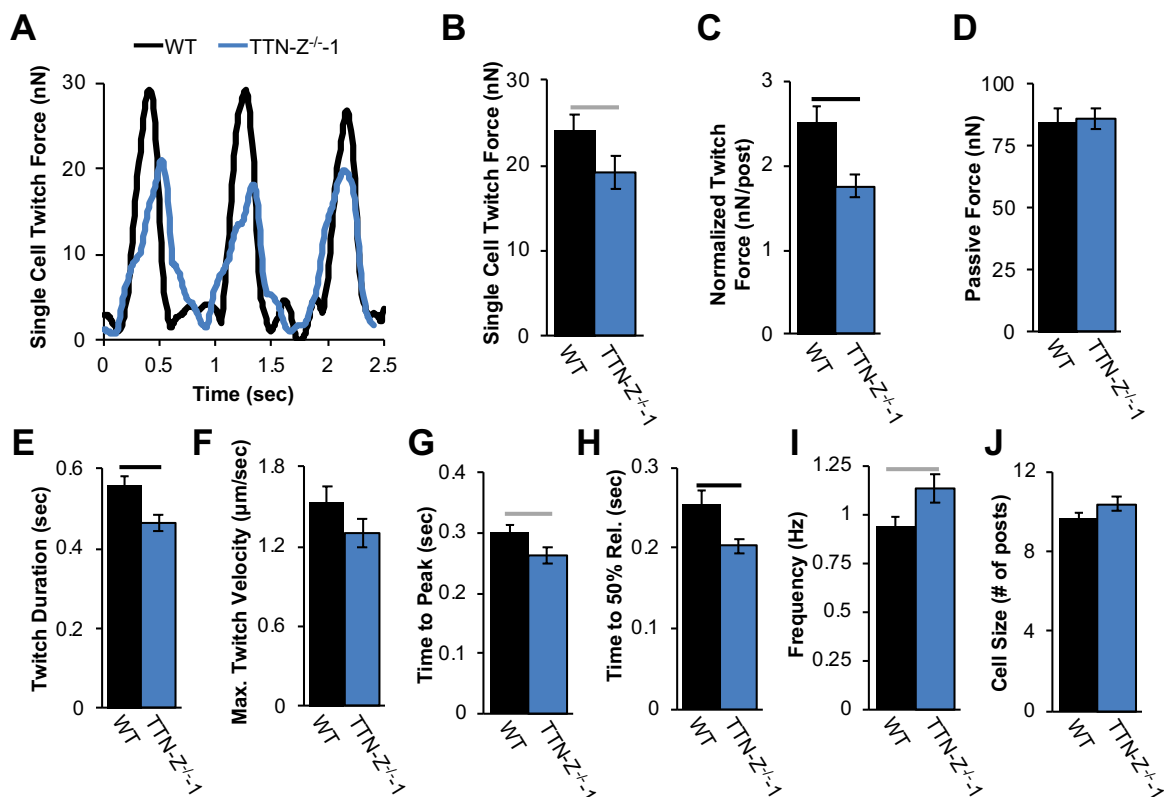 A
WT
TTN-Z-/--1
Single Cell Twitch Force (nN)
30
20
10
0
0
0.5
1
1.5
2
2.5
Time (sec)
B
Single Cell Twitch Force (nN)
30
20
10
0
WT
TTN-Z-/--1
C
Normalized Twitch
Force (nN/post)
3
2
1
0
WT
TTN-Z-/--1
D
Passive Force (nN)
100
75
50
25
0
WT
TTN-Z-/--1
E
Twitch Duration (sec)
0.6
0.4
0.2
0
WT
TTN-Z-/--1
F
Max. Twitch Velocity (µm/sec)
1.8
1.2
0.6
0
WT
TTN-Z-/--1
G
Time to Peak (sec)
0.4
0.3
0.2
0.1
0
WT
TTN-Z-/--1
H
Time to 50% Rel. (sec)
0.3
0.2
0.1
0
WT
TTN-Z-/--1
I
Frequency (Hz)
1.25
1
0.75
0.5
0.25
0
WT
TTN-Z-/--1
J
Cell Size (# of posts)
12
9
6
3
0
WT
TTN-Z-/--1